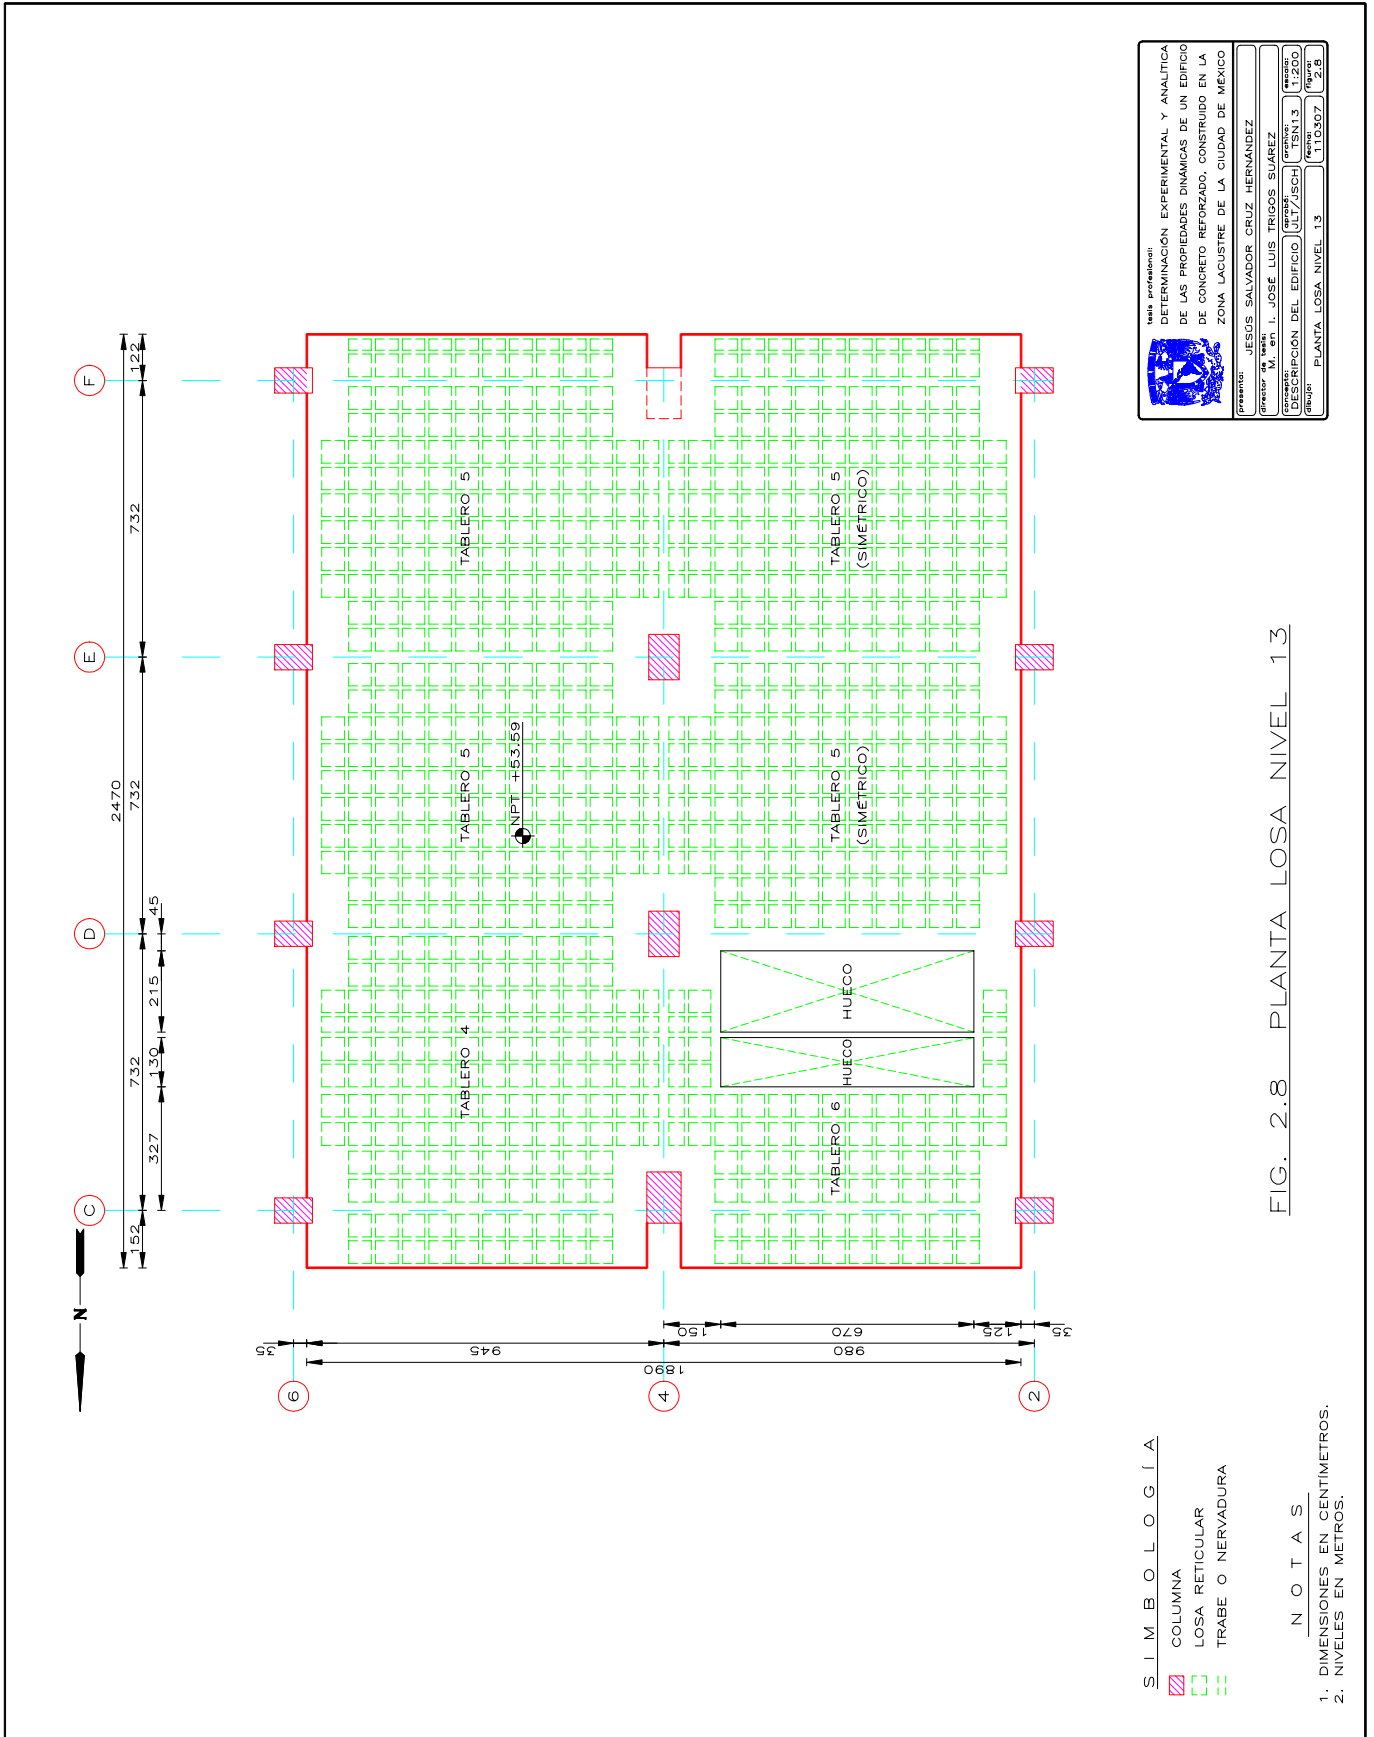 tesis profesional:
DETERMINACIÓN EXPERIMENTAL Y ANALÍTICA
DE LAS PROPIEDADES DINÁMICAS DE UN EDIFICIO
DE CONCRETO REFORZADO, CONSTRUIDO EN LA
ZONA LACUSTRE DE LA CIUDAD DE MÉXICO
presenta:
JESÚS SALVADOR CRUZ HERNÁNDEZ
director de tesis:
M. en I. JOSÉ LUIS TRIGOS SUÁREZ
concepto:
DESCRIPCIÓN DEL EDIFICIO
aprobó:
JLT/JSCH
archivo:
TSN13
escala:
1:200
dibujo:
PLANTA LOSA NIVEL 13
fecha:
110307
figura:
2.8
N
C
D
E
F
2470
152
732
732
732
122
327
130
215
45
6
4
2
35
945
980
1890
150
670
125
35
TABLERO 4
TABLERO 5
TABLERO 5
NPT +53.59
TABLERO 6
HUECO
HUECO
TABLERO 5
(SIMÉTRICO)
TABLERO 5
(SIMÉTRICO)
FIG. 2.8 PLANTA LOSA NIVEL 13
SIMBOLOGÍA
COLUMNA
LOSA RETICULAR
TRABE O NERVADURA
NOTAS
1. DIMENSIONES EN CENTÍMETROS.
2. NIVELES EN METROS.